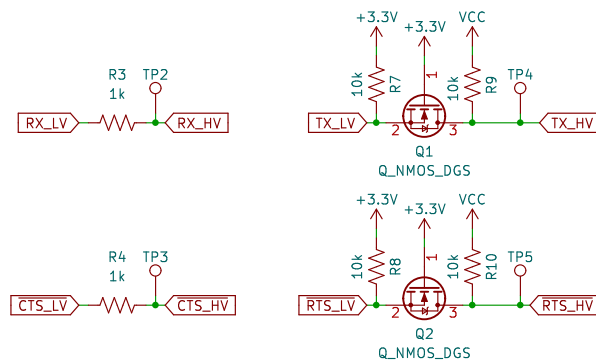 +3.3V
+3.3V
VCC
R3
1k
TP2
RX_LV
RX_HV
10k
R7
1
10k
R9
TP4
TX_LV
2
3
TX_HV
Q1
Q_NMOS_DGS
+3.3V
+3.3V
VCC
R4
1k
TP3
CTS_LV
CTS_HV
10k
R8
1
10k
R10
TP5
RTS_LV
2
3
RTS_HV
Q2
Q_NMOS_DGS